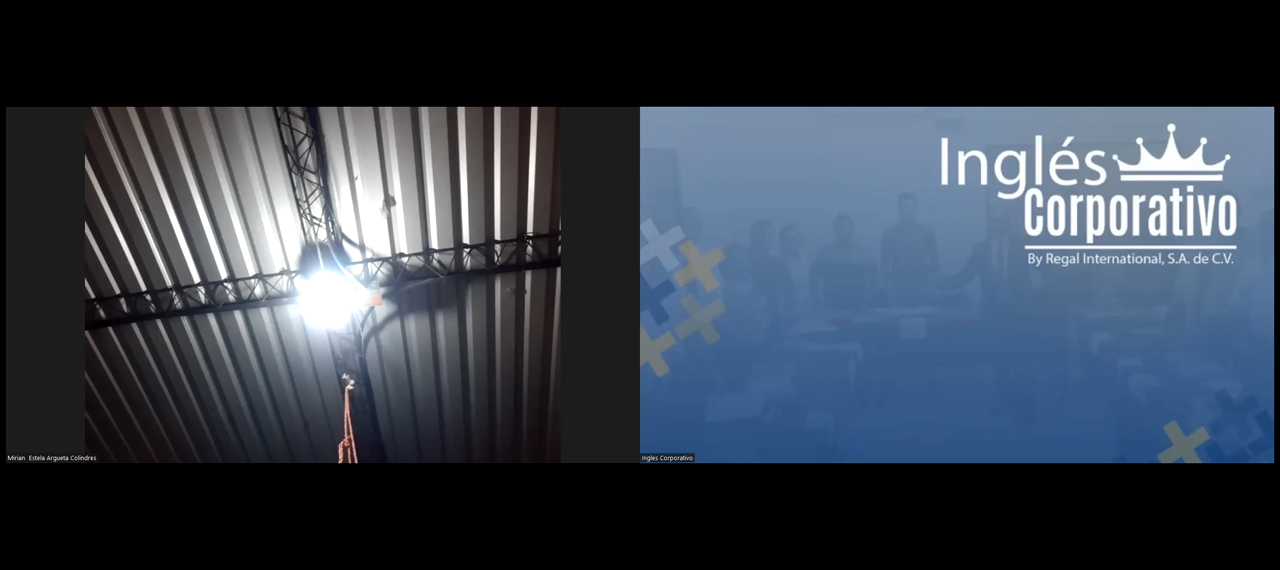 Inglés
Corporativo
By Regal International, S.A. de C.V.
Mirian Estela Argueta Colindres
Ingles Corporativo